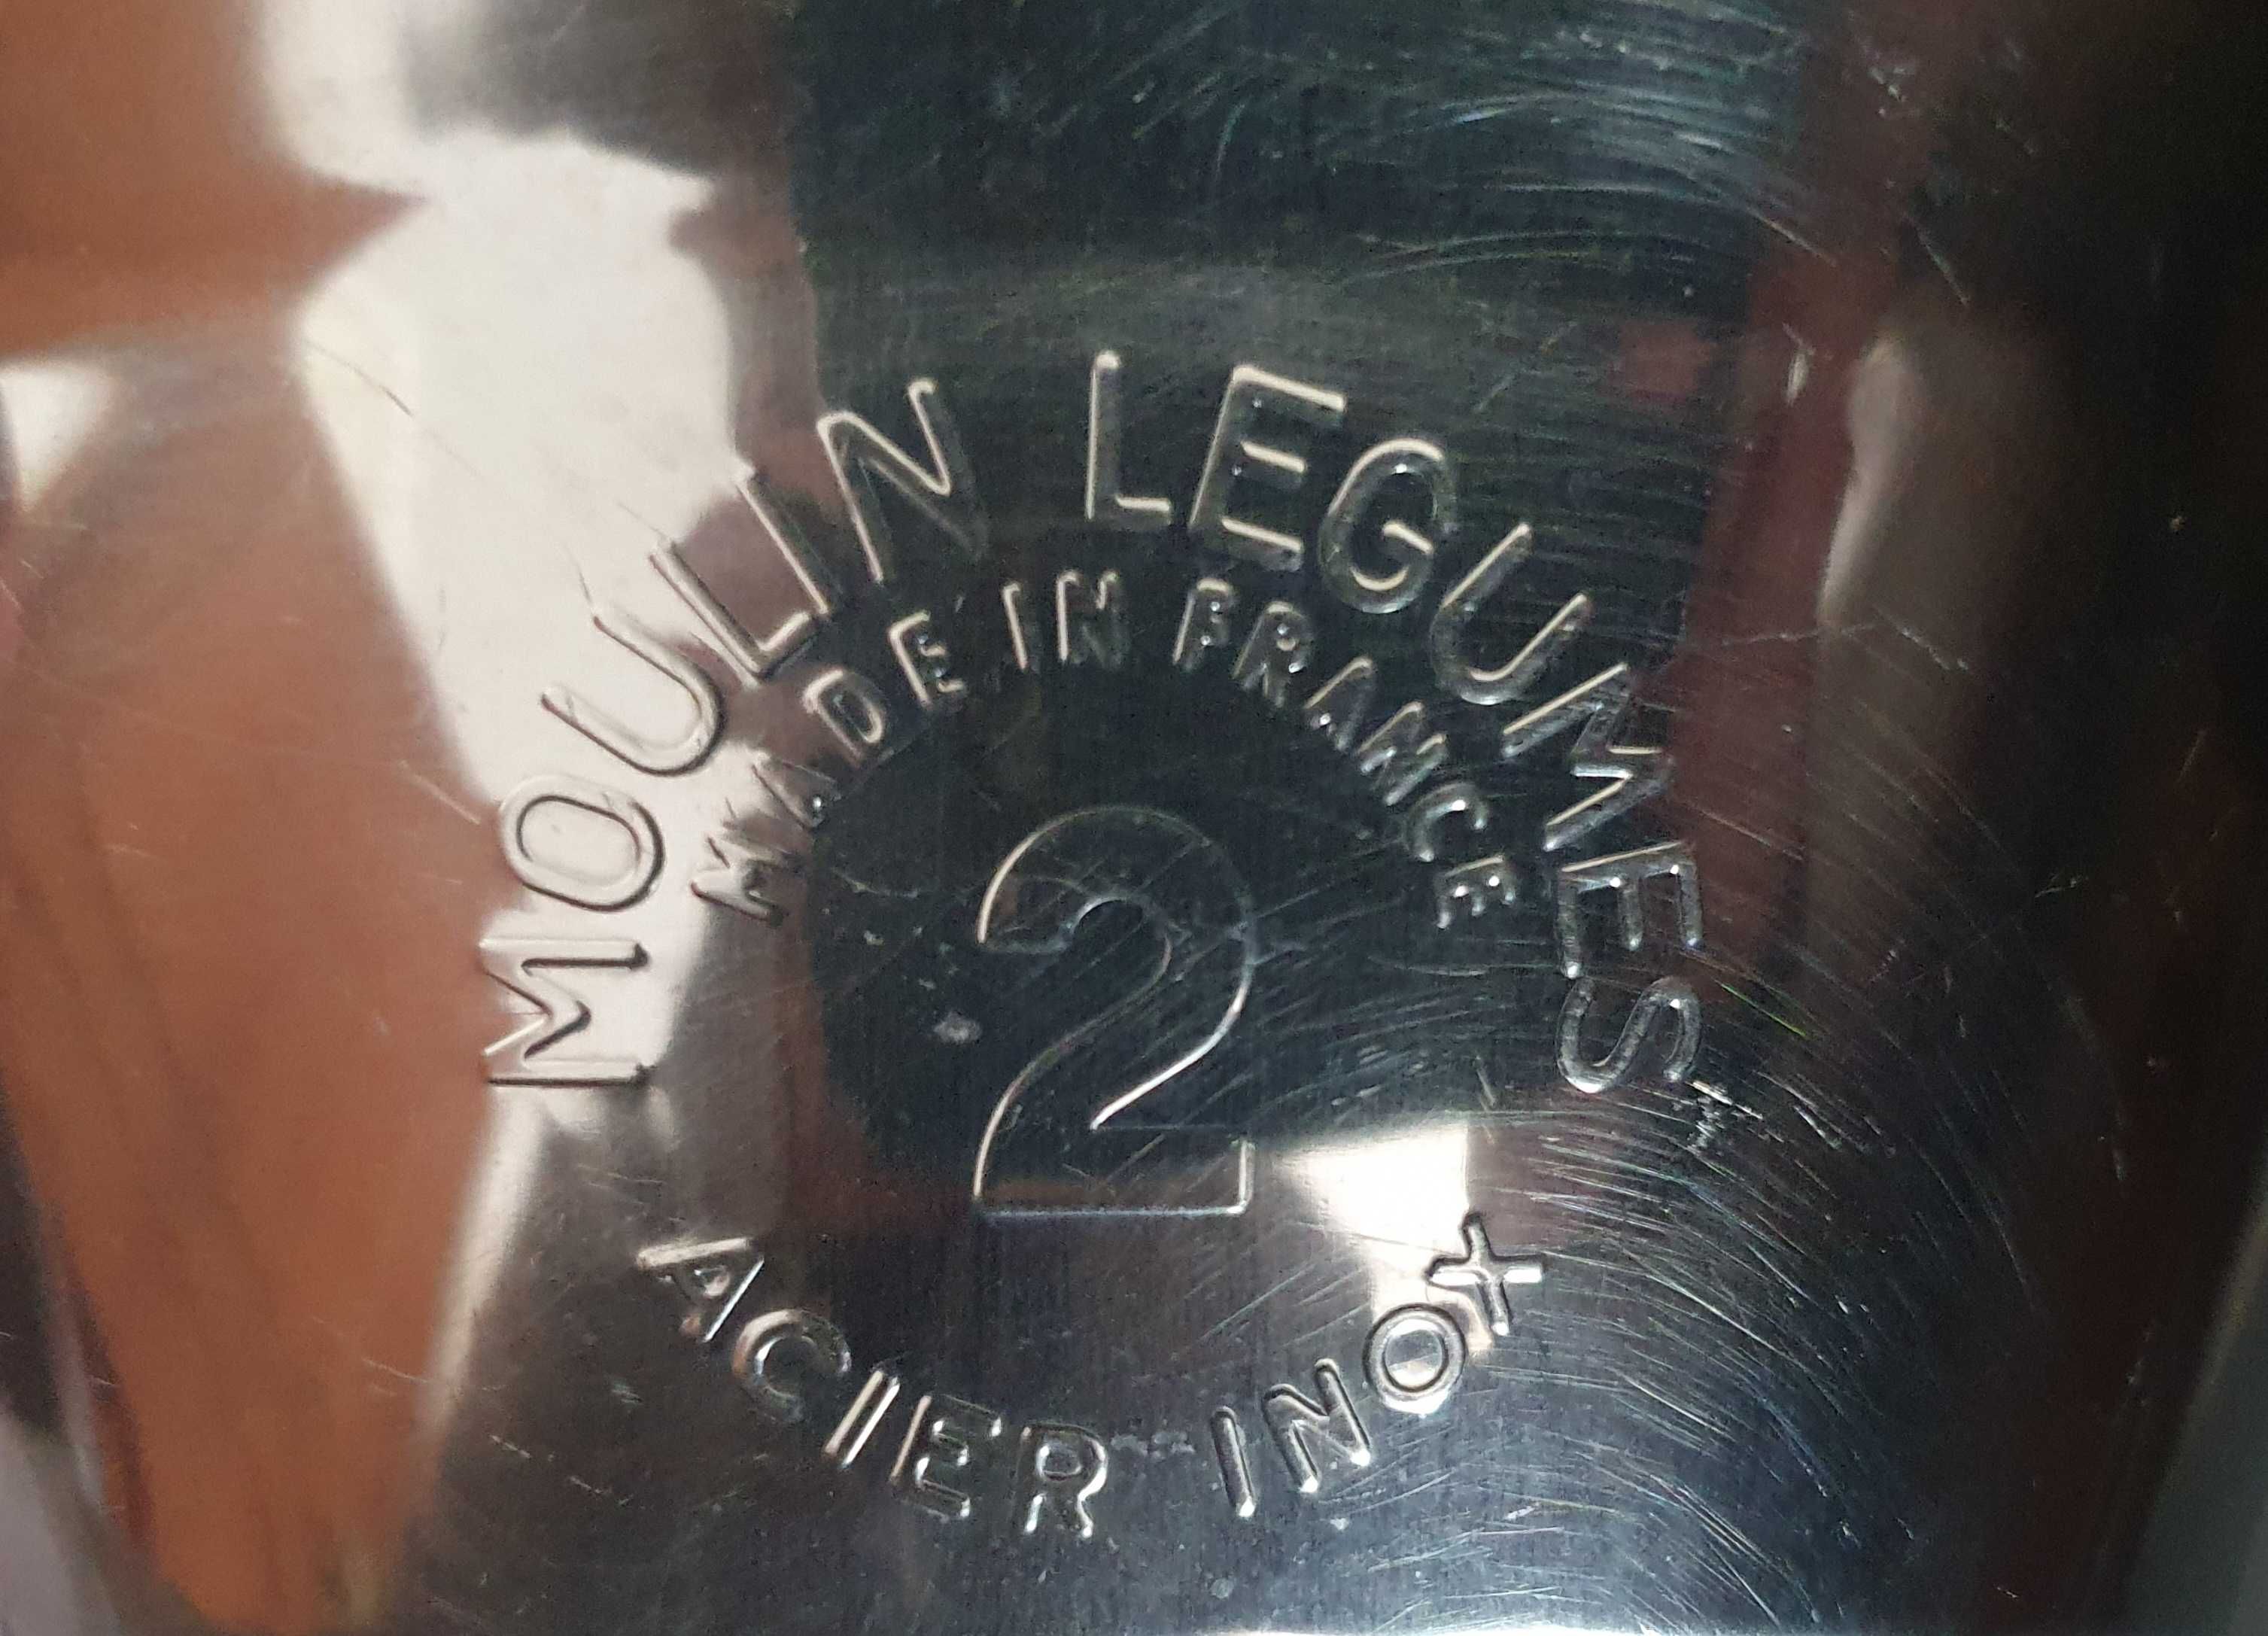 MOULIN LEGUMES
MADE IN FRANCE
2
ACIER INOX